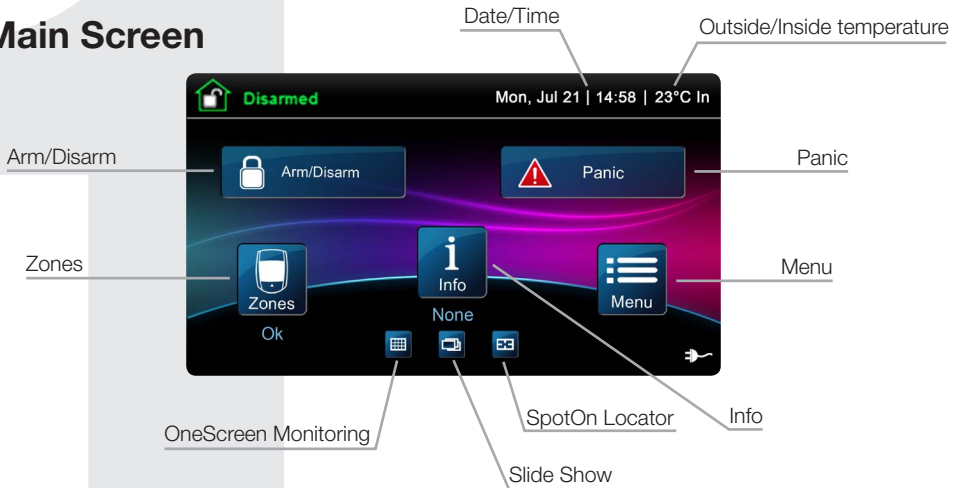 Main Screen
Date/Time
Outside/Inside temperature
Disarmed
Mon, Jul 21 | 14:58 | 23°C In
Arm/Disarm
Arm/Disarm
Panic
Panic
Zones
Zones
Ok
i
Info
None
Menu
Menu
OneScreen Monitoring
SpotOn Locator
Info
Slide Show